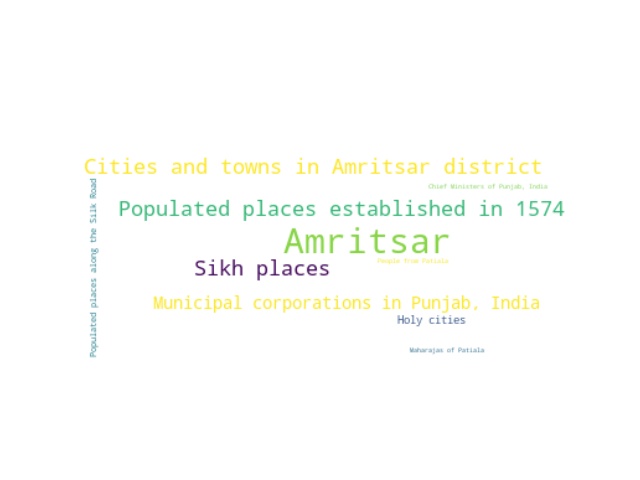 Cities and towns in Amritsar district
Chief Ministers of Punjab, India
Populated places along the Silk Road
Populated places established in 1574
Amritsar
People from Patiala
Sikh places
Municipal corporations in Punjab, India
Holy cities
Maharajas of Patiala